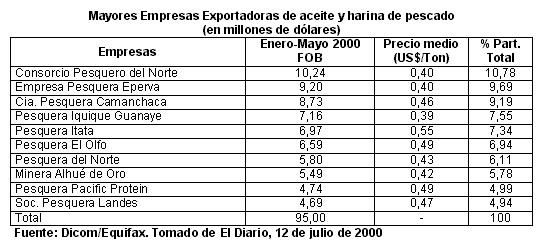 Mayores Empresas Exportadoras de aceite y harina de pescado
(en millones de dólares)
Empresas Enero-Mayo 2000 FOB Precio medio (US$/Ton) % Part. Total
Consorcio Pesquero del Norte 10,24 0,40 10,78
Empresa Pesquera Eperva 9,20 0,40 9,69
Cia. Pesquera Camanchaca 8,73 0,46 9,19
Pesquera Iquique Guanaye 7,16 0,39 7,55
Pesquera Itata 6,97 0,55 7,34
Pesquera El Olfo 6,59 0,49 6,94
Pesquera del Norte 5,80 0,43 6,11
Minera Alhué de Oro 5,49 0,42 5,78
Pesquera Pacific Protein 4,74 0,49 4,99
Soc. Pesquera Landes 4,69 0,47 4,94
Total 95,00 - 100
Fuente: Dicom/Equifax. Tomado de El Diario, 12 de julio de 2000